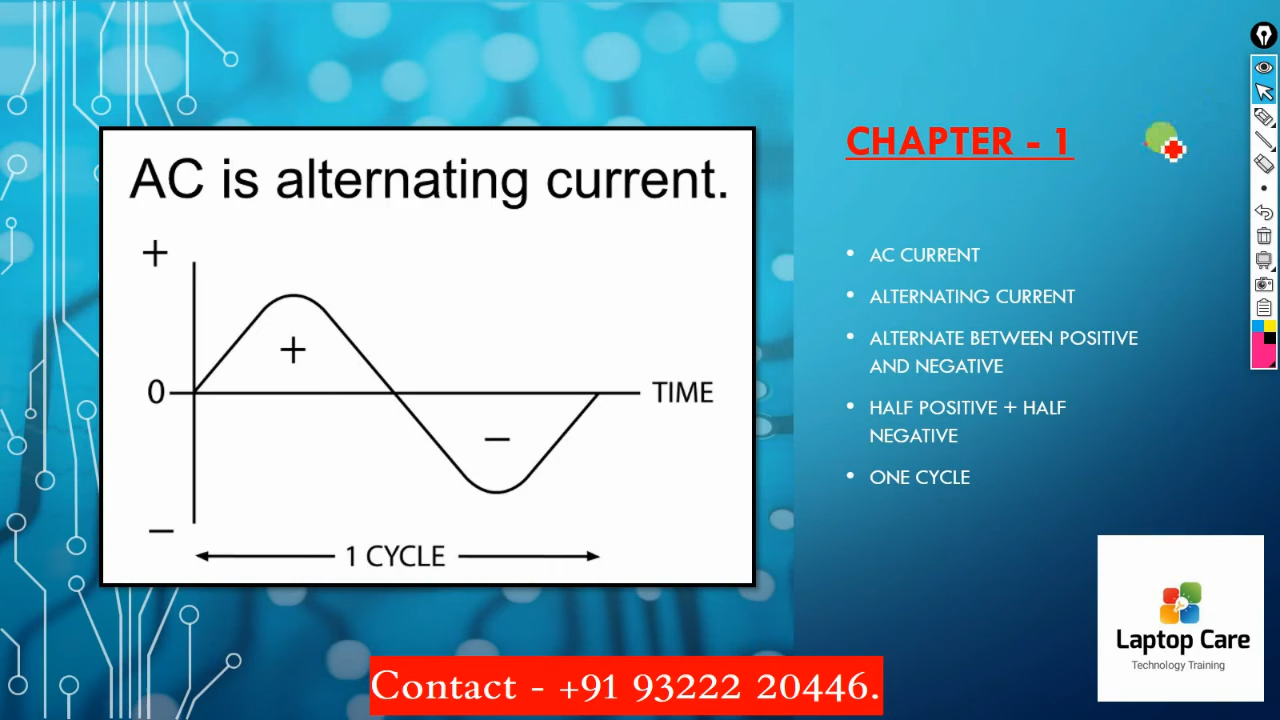 AC is alternating current.
+
+
0
TIME
−
−
1 CYCLE
CHAPTER - 1
• AC CURRENT
• ALTERNATING CURRENT
• ALTERNATE BETWEEN POSITIVE
AND NEGATIVE
• HALF POSITIVE + HALF
NEGATIVE
• ONE CYCLE
Laptop Care
Technology Training
Contact - +91 93222 20446.